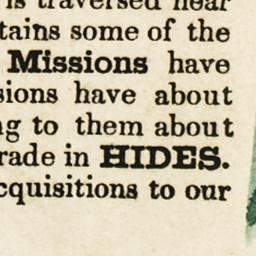 is traversed near
tains some of the
Missions have
sions have about
ng to them about
rade in HIDES.
cquisitions to our